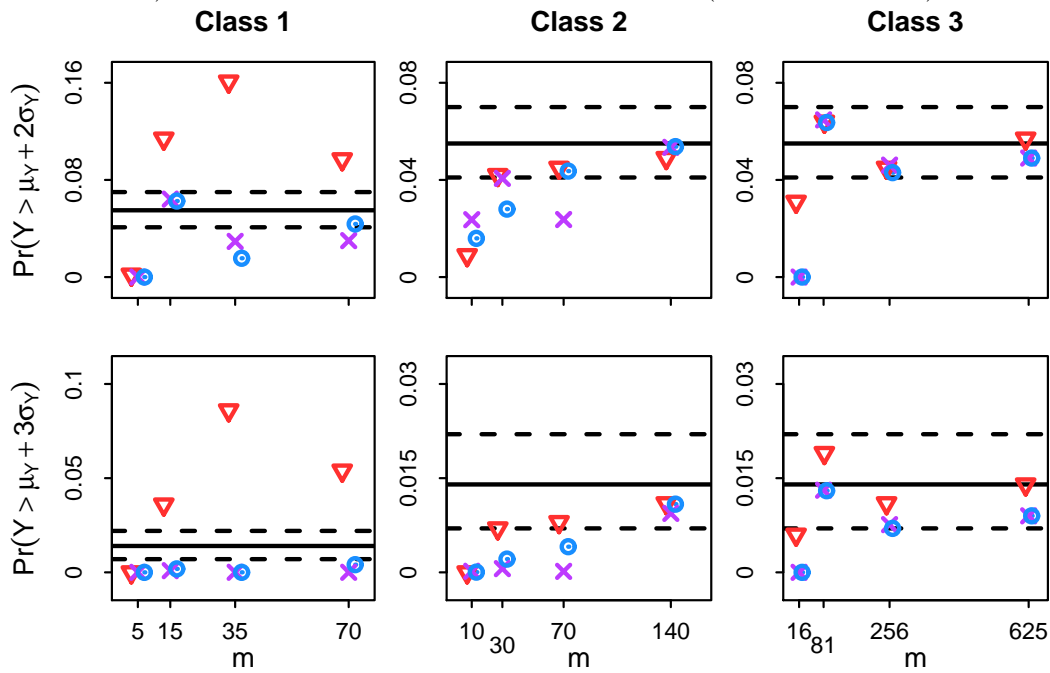 Class 1 Class 2 Class 3
Pr(Y > μY + 2σY)
0 0.08 0.16
0 0.04 0.08
0 0.04 0.08
Pr(Y > μY + 3σY)
0 0.05 0.1
0 0.015 0.03
0 0.015 0.03
5 15 35 70
10 30 70 140
16 81 256 625
m m m